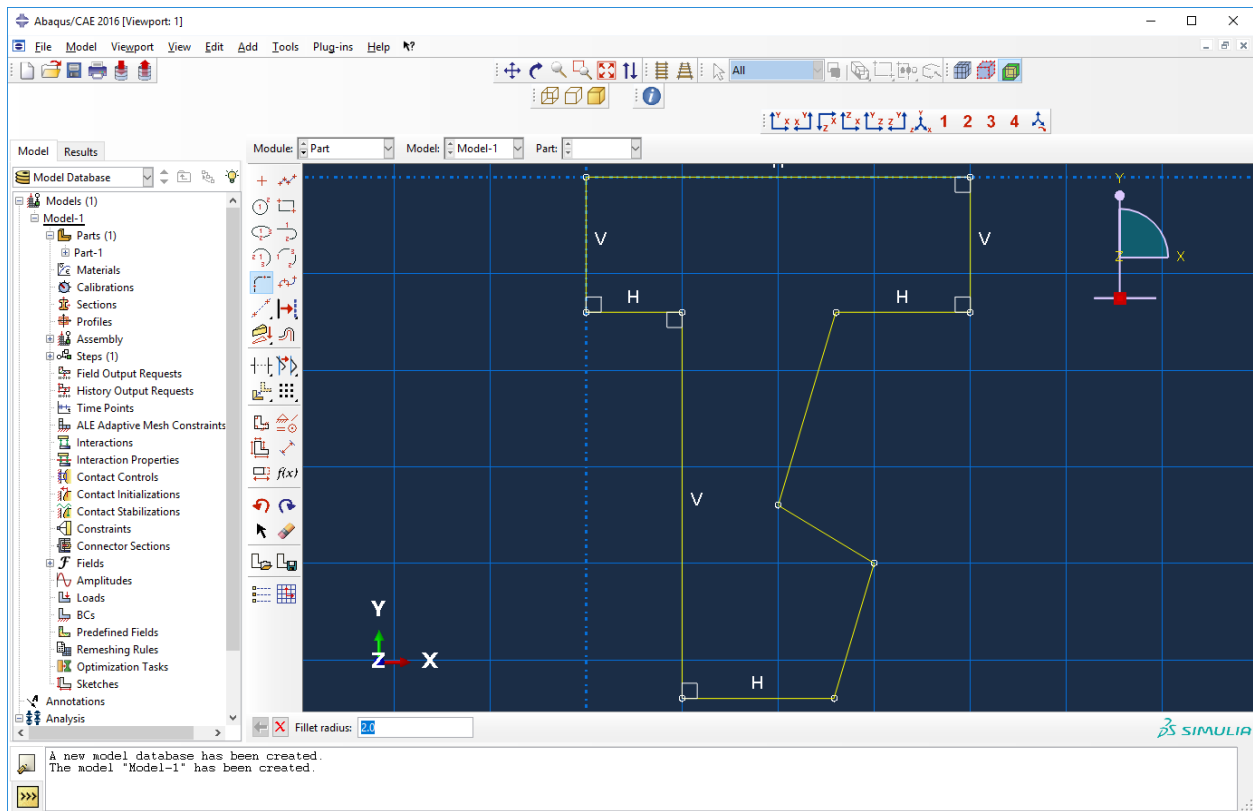 Abaqus/CAE 2016 [Viewport: 1]
File Model Viewport View Edit Add Tools Plug-ins Help
All
1 2 3 4
Model Results
Module: Part Model: Model-1 Part:
Model Database
Models (1)
Model-1
Parts (1)
Part-1
Materials
Calibrations
Sections
Profiles
Assembly
Steps (1)
Field Output Requests
History Output Requests
Time Points
ALE Adaptive Mesh Constraints
Interactions
Interaction Properties
Contact Controls
Contact Initializations
Contact Stabilizations
Constraints
Connector Sections
Fields
Amplitudes
Loads
BCs
Predefined Fields
Remeshing Rules
Optimization Tasks
Sketches
Annotations
Analysis
f(x)
V
V
H
H
V
H
Y
Z X
Y
Z X
Fillet radius: 2.0
SIMULIA
A new model database has been created.
The model "Model-1" has been created.
>>>